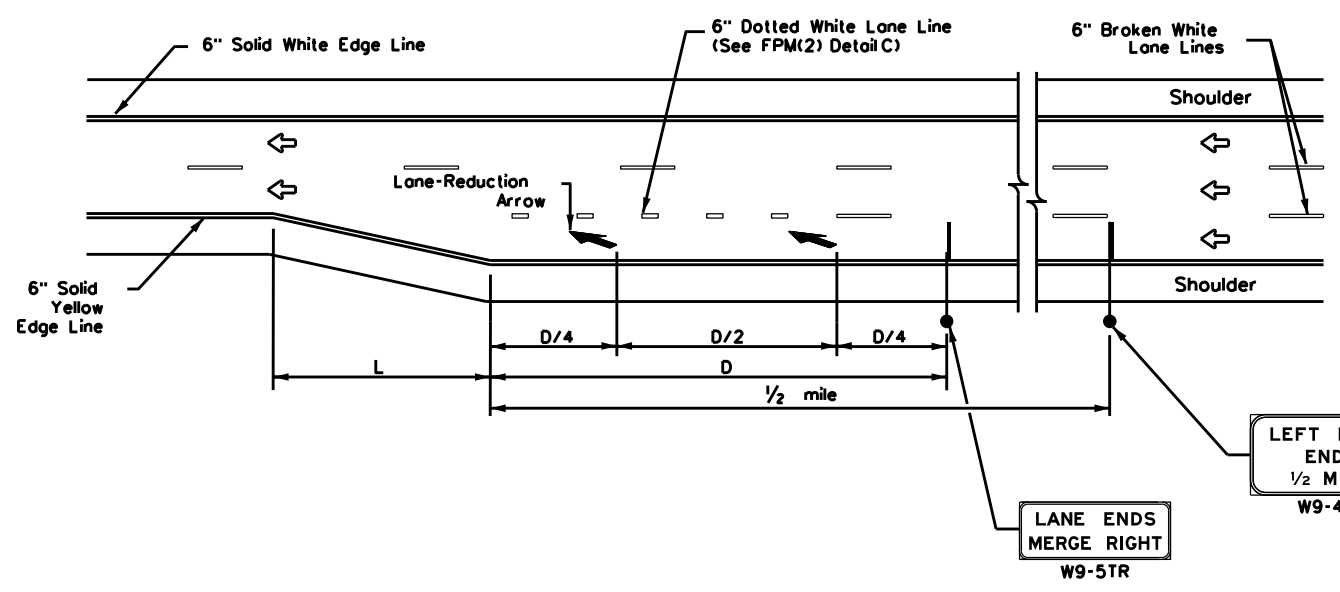 6" Solid White Edge Line
6" Dotted White Lane Line
(See FPM(2) Detail C)
6" Broken White
Lane Lines
Shoulder
Lane-Reduction
Arrow
6" Solid
Yellow
Edge Line
Shoulder
D/4
D/2
D/4
L
D
1/2 mile
LEFT
END
1/2 M
W9-4
LANE ENDS
MERGE RIGHT
W9-5TR